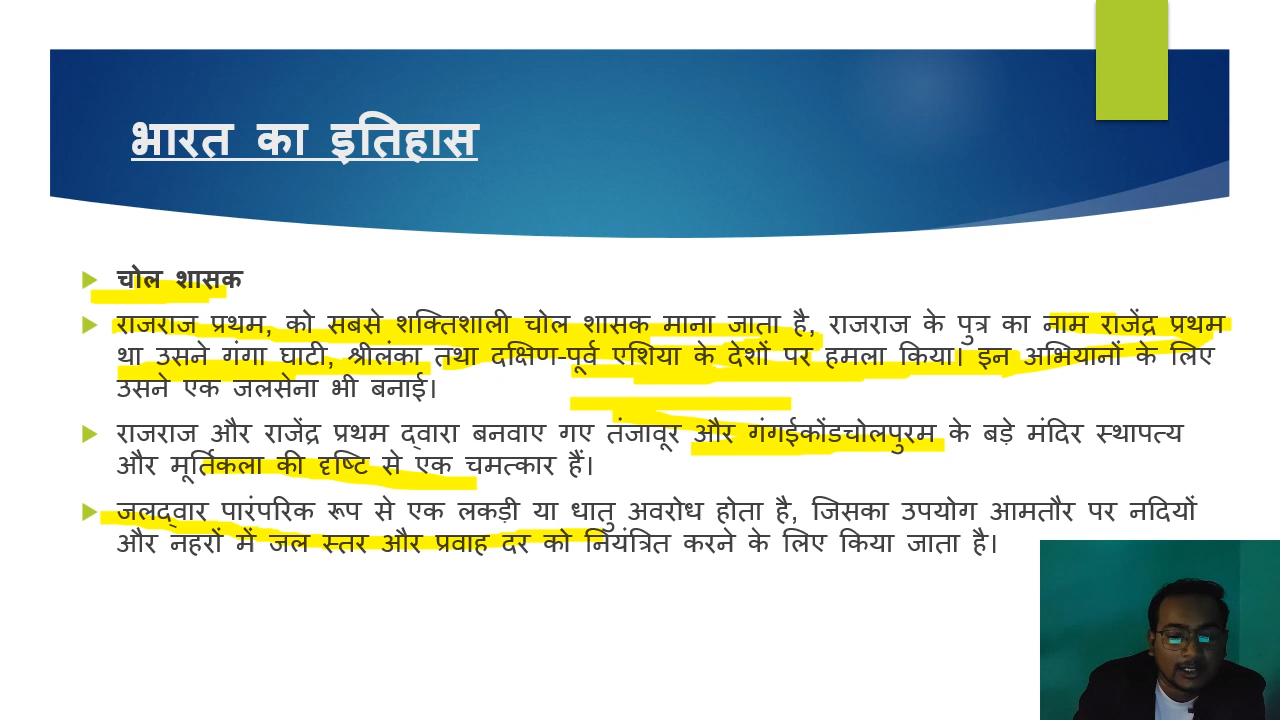 भारत का इतिहास
चोल शासक
राजराज प्रथम, को सबसे शक्तिशाली चोल शासक माना जाता है, राजराज के पुत्र का नाम राजेंद्र प्रथम
था उसने गंगा घाटी, श्रीलंका तथा दक्षिण-पूर्व एशिया के देशों पर हमला किया। इन अभियानों के लिए
उसने एक जलसेना भी बनाई।
राजराज और राजेंद्र प्रथम द्वारा बनवाए गए तंजावूर और गंगईकोंडचोलपुरम के बड़े मंदिर स्थापत्य
और मूर्तिकला की दृष्टि से एक चमत्कार हैं।
जलद्वार पारंपरिक रूप से एक लकड़ी या धातु अवरोध होता है, जिसका उपयोग आमतौर पर नदियों
और नहरों में जल स्तर और प्रवाह दर को नियंत्रित करने के लिए किया जाता है।